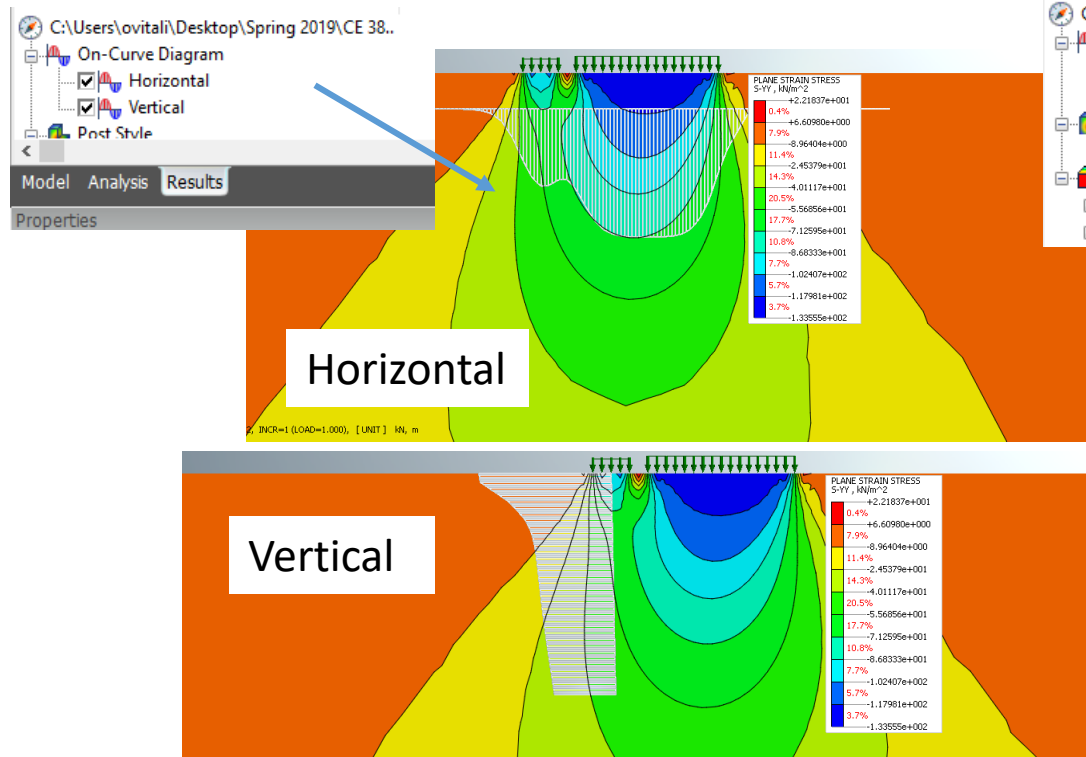 C:\Users\ovitali\Desktop\Spring 2019\CE 38..
On-Curve Diagram
Horizontal
Vertical
Post Style
Model Analysis Results
Properties
PLANE STRAIN STRESS
S-YY , kN/m^2
+2.21837e+001
0.4%
+6.60980e+000
7.9%
-8.96404e+000
11.4%
-2.45379e+001
14.3%
-4.01117e+001
20.5%
-5.56856e+001
17.7%
-7.12595e+001
10.8%
-8.68333e+001
7.7%
-1.02407e+002
5.7%
-1.17981e+002
3.7%
-1.33555e+002
Horizontal
2, INCR=1 (LOAD=1.000), [ UNIT ] kN, m
PLANE STRAIN STRESS
S-YY , kN/m^2
+2.21837e+001
0.4%
+6.60980e+000
7.9%
-8.96404e+000
11.4%
-2.45379e+001
14.3%
-4.01117e+001
20.5%
-5.56856e+001
17.7%
-7.12595e+001
10.8%
-8.68333e+001
7.7%
-1.02407e+002
5.7%
-1.17981e+002
3.7%
-1.33555e+002
Vertical